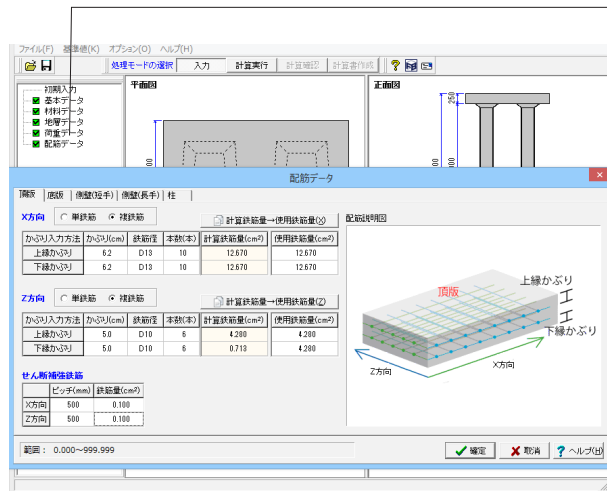 ファイル(F) 基準値(K) オプション(O) ヘルプ(H)
処理モードの選択 入力 計算実行 計算確認 計算書作成
初期入力
基本データ
材料データ
地層データ
荷重データ
配筋データ
平面図
正面図
250
配筋データ
頂版 底版 側壁(短手) 側壁(長手) 柱
X方向 単鉄筋 複鉄筋 計算鉄筋量→使用鉄筋量(X)
かぶり入力方法 かぶり(cm) 鉄筋径 本数(本) 計算鉄筋量(cm²) 使用鉄筋量(cm²)
上縁かぶり 6.2 D13 10 12.670 12.670
下縁かぶり 6.2 D13 10 12.670 12.670
Z方向 単鉄筋 複鉄筋 計算鉄筋量→使用鉄筋量(Z)
かぶり入力方法 かぶり(cm) 鉄筋径 本数(本) 計算鉄筋量(cm²) 使用鉄筋量(cm²)
上縁かぶり 5.0 D10 6 4.280 4.280
下縁かぶり 5.0 D10 6 0.713 4.280
せん断補強鉄筋
ピッチ(mm) 鉄筋量(cm²)
X方向 500 0.100
Z方向 500 0.100
配筋説明図
頂版
上縁かぶり
下縁かぶり
Z方向
X方向
範囲： 0.000～999.999
確定 取消 ヘルプ(H)